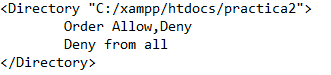 <Directory "C:/xampp/htdocs/practica2">
Order Allow,Deny
Deny from all
</Directory>